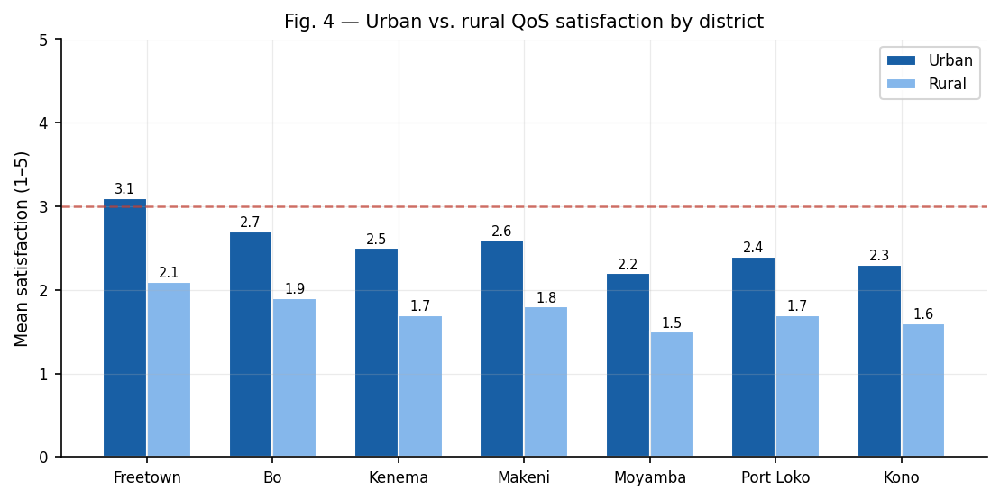 Fig. 4 — Urban vs. rural QoS satisfaction by district
Mean satisfaction (1–5)
5
4
3
2
1
0
Urban
Rural
3.1
2.1
2.7
1.9
2.5
1.7
2.6
1.8
2.2
1.5
2.4
1.7
2.3
1.6
Freetown
Bo
Kenema
Makeni
Moyamba
Port Loko
Kono